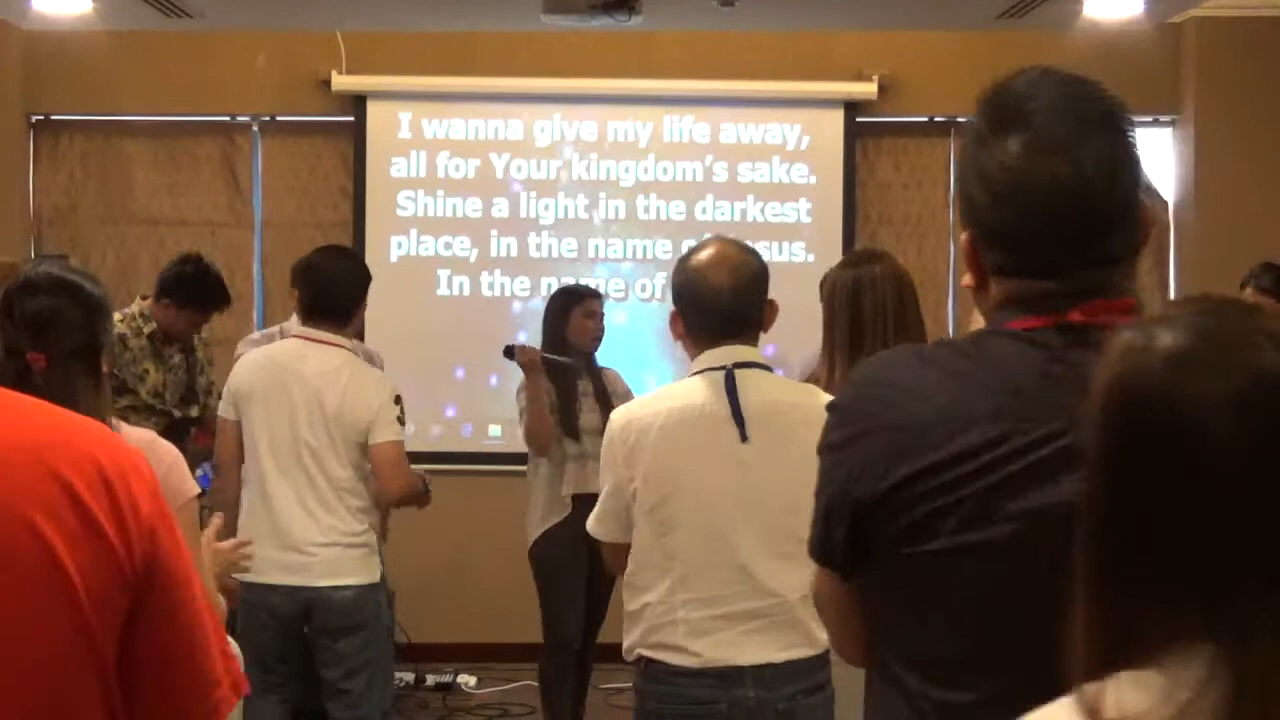 I wanna give my life away,
all for Your kingdom's sake.
Shine a light in the darkest
place, in the name
In the name of
3